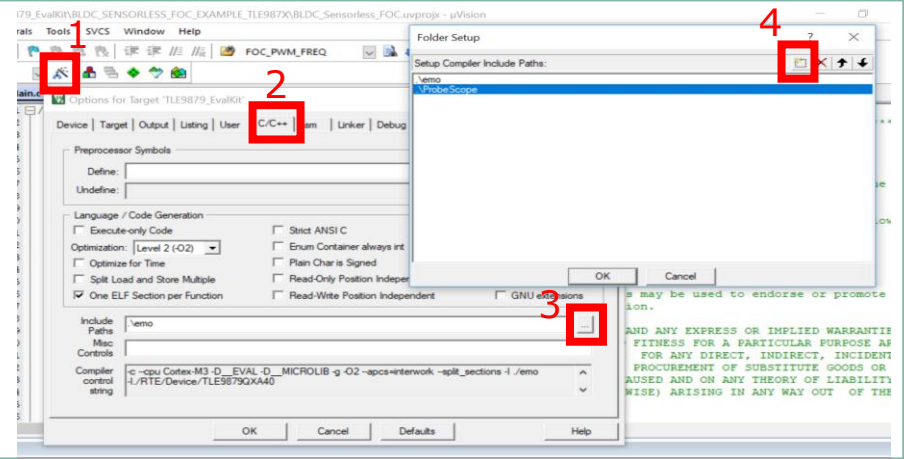 379_EvalKit\BLDC_SENSORLESS_FOC_EXAMPLE_TLE987X\BLDC_Sensorless_FOC.uvprojx - µVision
Tools SVCS Window Help
FOC_PWM_FREQ
1
2
3
4
Folder Setup
Setup Compiler Include Paths:
.\emo
.\ProbeScope
OK Cancel
Options for Target 'TLE9879_EvalKit'
Device Target Output Listing User C/C++ Linker Debug
Preprocessor Symbols
Define:
Undefine:
Language / Code Generation
Execute-only Code
Strict ANSI C
Optimization: Level 2 (-O2)
Enum Container always int
Optimize for Time
Plain Char is Signed
Split Load and Store Multiple
Read-Only Position Indepen
One ELF Section per Function
Read-Write Position Independent
GNU extensions
Include Paths
.\emo
...
Misc Controls
Compiler control string
-c --cpu Cortex-M3 -D__EVAL -D__MICROLIB -g -O2 --apcs=interwork --split_sections -I ./emo
-I./RTE/Device/TLE9879QXA40
OK Cancel Defaults Help
s may be used to endorse or promote
ion.
AND ANY EXPRESS OR IMPLIED WARRANTIE
FITNESS FOR A PARTICULAR PURPOSE AR
FOR ANY DIRECT, INDIRECT, INCIDENT
PROCUREMENT OF SUBSTITUTE GOODS OR
AUSED AND ON ANY THEORY OF LIABILITY
WISE) ARISING IN ANY WAY OUT OF THE